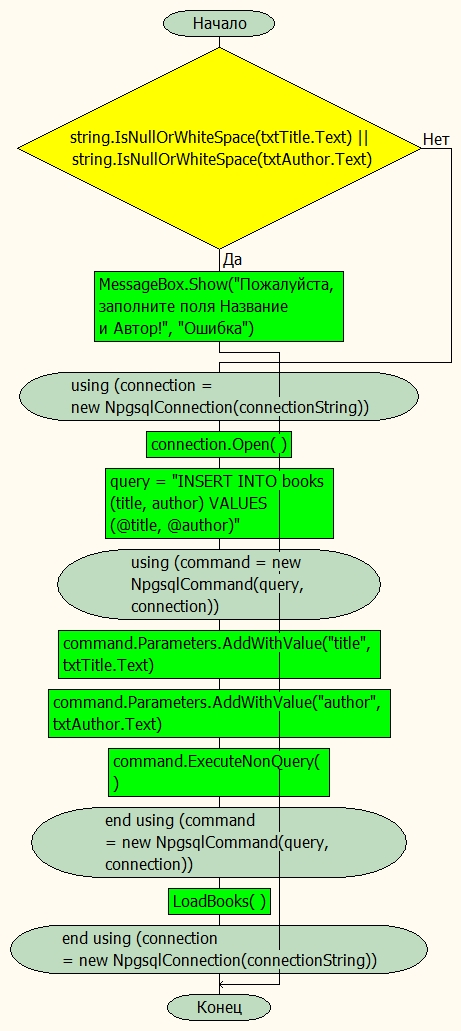 Начало
string.IsNullOrWhiteSpace(txtTitle.Text) ||
string.IsNullOrWhiteSpace(txtAuthor.Text)
Нет
Да
MessageBox.Show("Пожалуйста,
заполните поля Название
и Автор!", "Ошибка")
using (connection =
new NpgsqlConnection(connectionString))
connection.Open( )
query = "INSERT INTO books
(title, author) VALUES
(@title, @author)"
using (command = new
NpgsqlCommand(query,
connection))
command.Parameters.AddWithValue("title",
txtTitle.Text)
command.Parameters.AddWithValue("author",
txtAuthor.Text)
command.ExecuteNonQuery(
)
end using (command
= new NpgsqlCommand(query,
connection))
LoadBooks( )
end using (connection
= new NpgsqlConnection(connectionString))
Конец